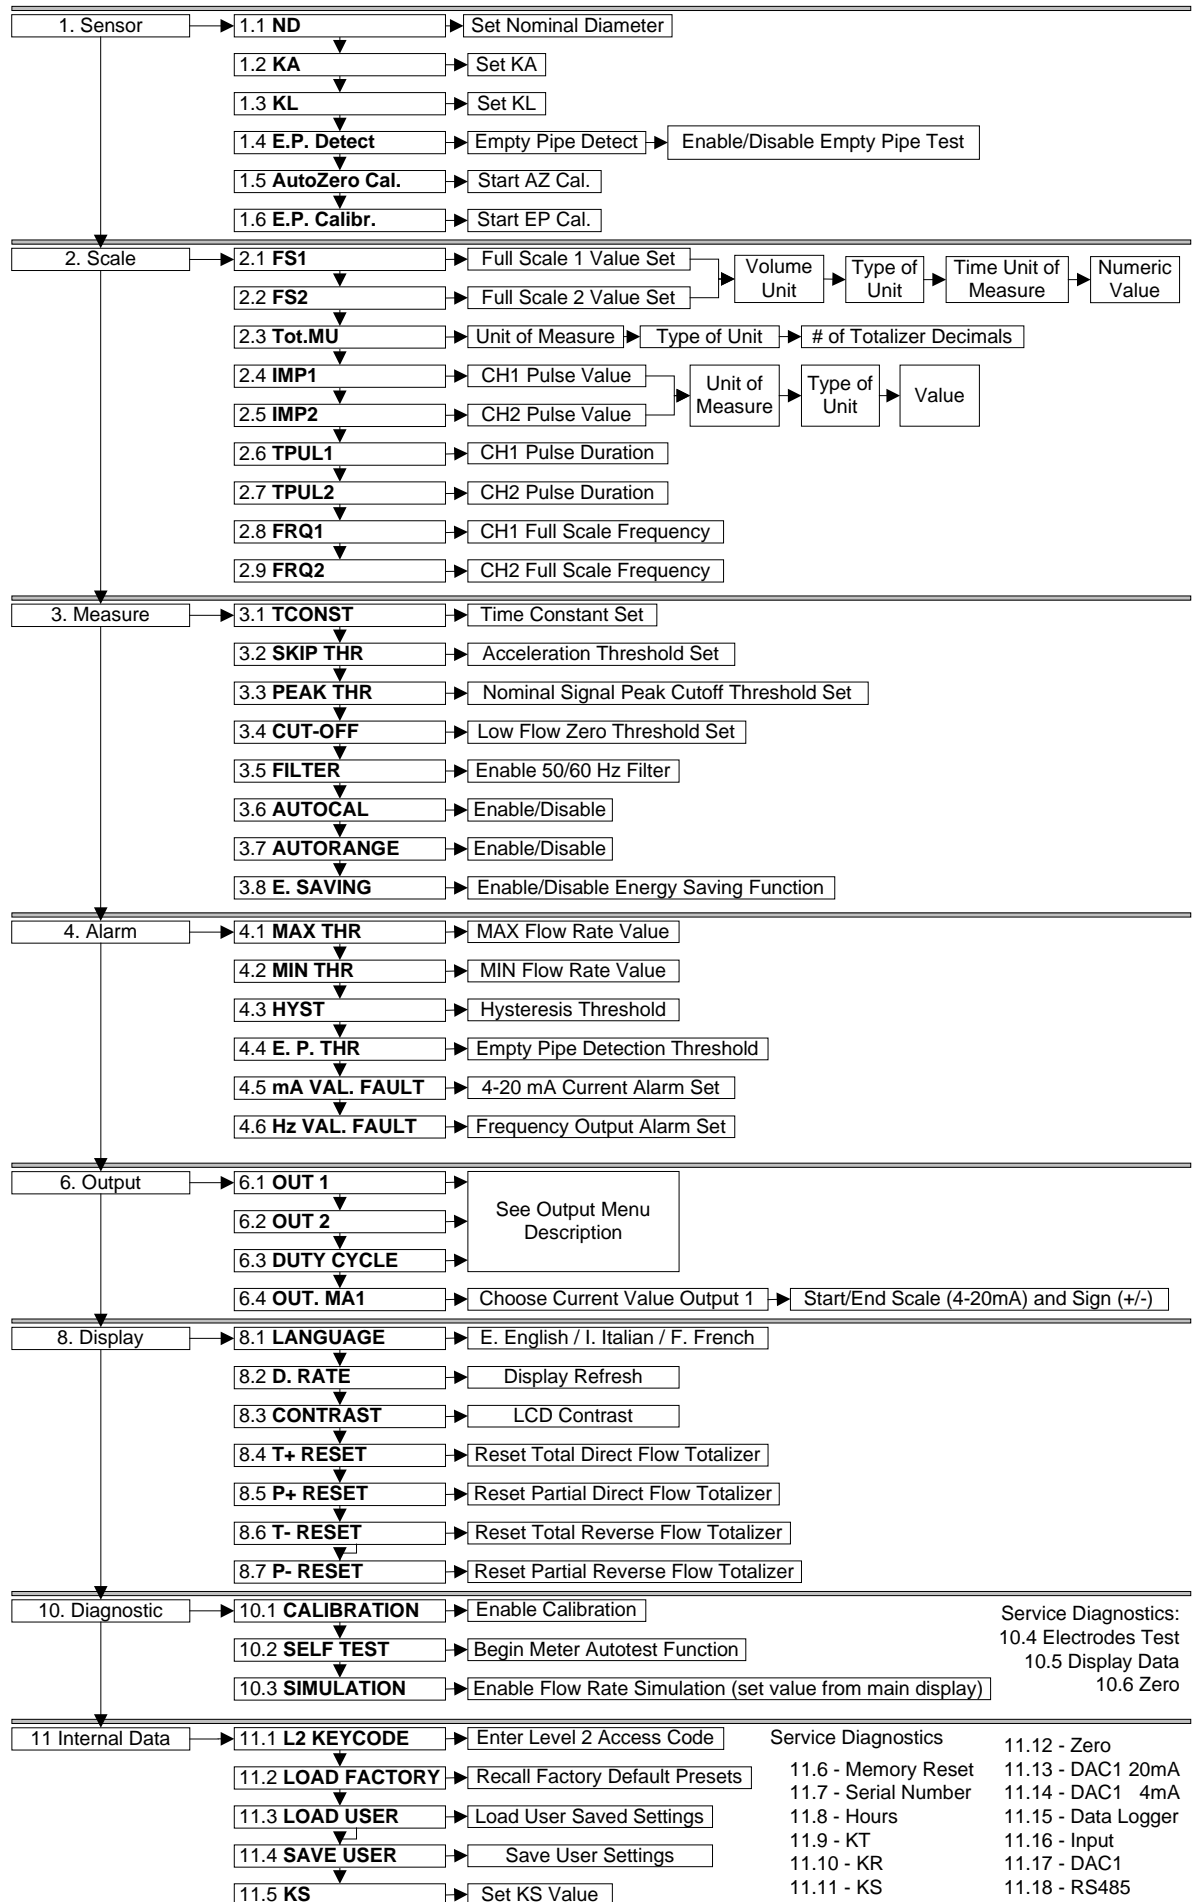 1. Sensor
1.1 ND
Set Nominal Diameter
1.2 KA
Set KA
1.3 KL
Set KL
1.4 E.P. Detect
Empty Pipe Detect
Enable/Disable Empty Pipe Test
1.5 AutoZero Cal.
Start AZ Cal.
1.6 E.P. Calibr.
Start EP Cal.
2. Scale
2.1 FS1
Full Scale 1 Value Set
2.2 FS2
Full Scale 2 Value Set
Volume
Unit
Type of
Unit
Time Unit of
Measure
Numeric
Value
2.3 Tot.MU
Unit of Measure
Type of Unit
# of Totalizer Decimals
2.4 IMP1
CH1 Pulse Value
2.5 IMP2
CH2 Pulse Value
Unit of
Measure
Type of
Unit
Value
2.6 TPUL1
CH1 Pulse Duration
2.7 TPUL2
CH2 Pulse Duration
2.8 FRQ1
CH1 Full Scale Frequency
2.9 FRQ2
CH2 Full Scale Frequency
3. Measure
3.1 TCONST
Time Constant Set
3.2 SKIP THR
Acceleration Threshold Set
3.3 PEAK THR
Nominal Signal Peak Cutoff Threshold Set
3.4 CUT-OFF
Low Flow Zero Threshold Set
3.5 FILTER
Enable 50/60 Hz Filter
3.6 AUTOCAL
Enable/Disable
3.7 AUTORANGE
Enable/Disable
3.8 E. SAVING
Enable/Disable Energy Saving Function
4. Alarm
4.1 MAX THR
MAX Flow Rate Value
4.2 MIN THR
MIN Flow Rate Value
4.3 HYST
Hysteresis Threshold
4.4 E. P. THR
Empty Pipe Detection Threshold
4.5 mA VAL. FAULT
4-20 mA Current Alarm Set
4.6 Hz VAL. FAULT
Frequency Output Alarm Set
6. Output
6.1 OUT 1
6.2 OUT 2
6.3 DUTY CYCLE
See Output Menu
Description
6.4 OUT. MA1
Choose Current Value Output 1
Start/End Scale (4-20mA) and Sign (+/-)
8. Display
8.1 LANGUAGE
E. English / I. Italian / F. French
8.2 D. RATE
Display Refresh
8.3 CONTRAST
LCD Contrast
8.4 T+ RESET
Reset Total Direct Flow Totalizer
8.5 P+ RESET
Reset Partial Direct Flow Totalizer
8.6 T- RESET
Reset Total Reverse Flow Totalizer
8.7 P- RESET
Reset Partial Reverse Flow Totalizer
10. Diagnostic
10.1 CALIBRATION
Enable Calibration
10.2 SELF TEST
Begin Meter Autotest Function
10.3 SIMULATION
Enable Flow Rate Simulation (set value from main display)
Service Diagnostics:
10.4 Electrodes Test
10.5 Display Data
10.6 Zero
11 Internal Data
11.1 L2 KEYCODE
Enter Level 2 Access Code
11.2 LOAD FACTORY
Recall Factory Default Presets
11.3 LOAD USER
Load User Saved Settings
11.4 SAVE USER
Save User Settings
11.5 KS
Set KS Value
Service Diagnostics
11.6 - Memory Reset
11.7 - Serial Number
11.8 - Hours
11.9 - KT
11.10 - KR
11.11 - KS
11.12 - Zero
11.13 - DAC1 20mA
11.14 - DAC1 4mA
11.15 - Data Logger
11.16 - Input
11.17 - DAC1
11.18 - RS485